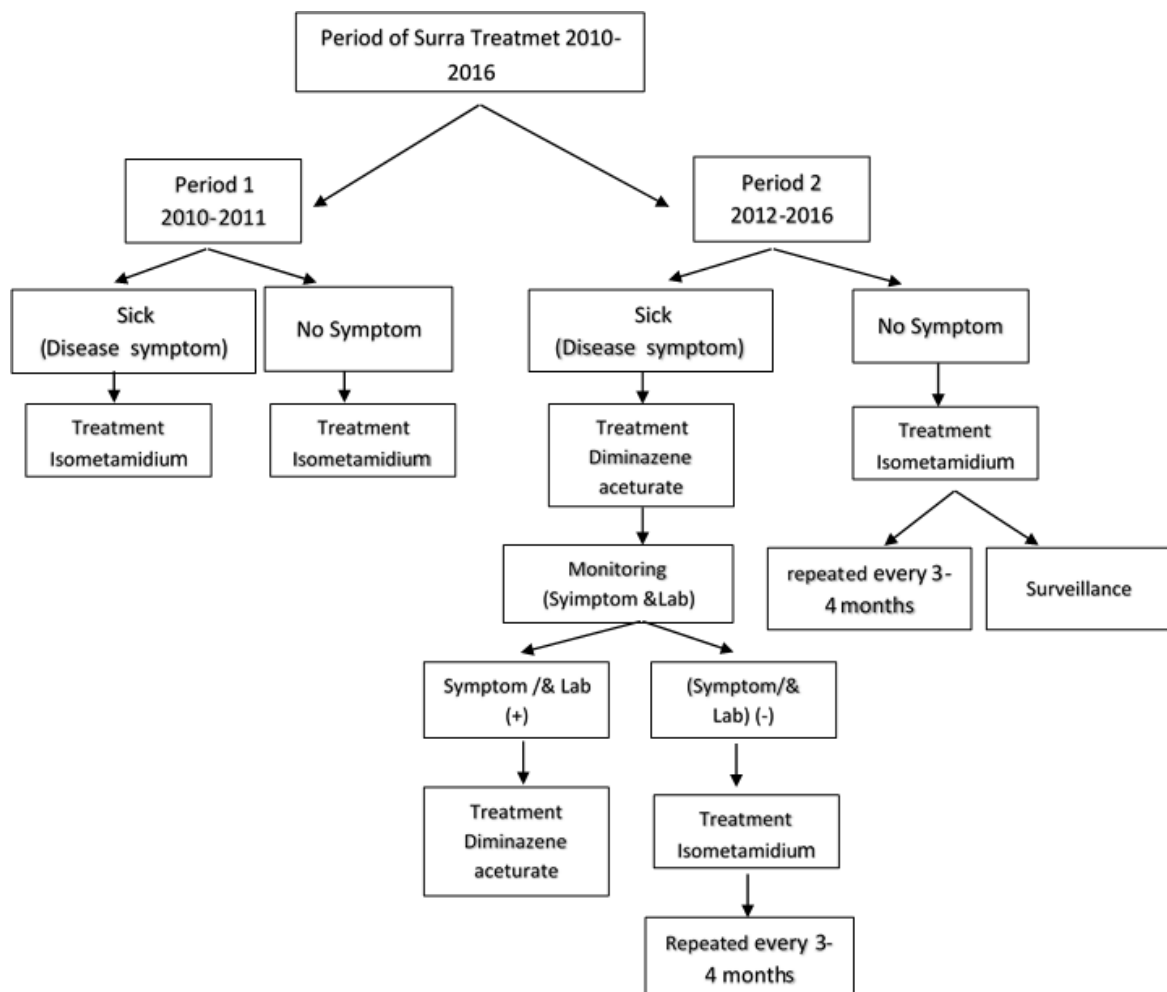 Period of Surra Treatmet 2010-
2016
Period 1
2010-2011
Period 2
2012-2016
Sick
(Disease symptom)
No Symptom
Sick
(Disease symptom)
No Symptom
Treatment
Isometamidium
Treatment
Isometamidium
Treatment
Diminazene
aceturate
Treatment
Isometamidium
Monitoring
(Syimptom &Lab)
repeated every 3-
4 months
Surveillance
Symptom /& Lab
(+)
(Symptom/&
Lab) (-)
Treatment
Diminazene
aceturate
Treatment
Isometamidium
Repeated every 3-
4 months